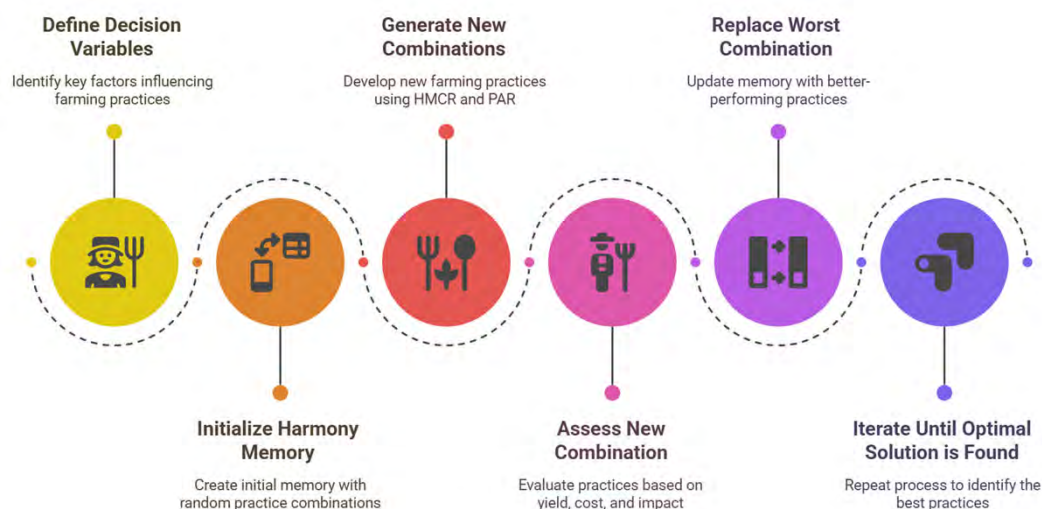 Define Decision
Variables
Identify key factors influencing
farming practices
Initialize Harmony
Memory
Create initial memory with
random practice combinations
Generate New
Combinations
Develop new farming practices
using HMCR and PAR
Assess New
Combination
Evaluate practices based on
yield, cost, and impact
Replace Worst
Combination
Update memory with better-
performing practices
Iterate Until Optimal
Solution is Found
Repeat process to identify the
best practices